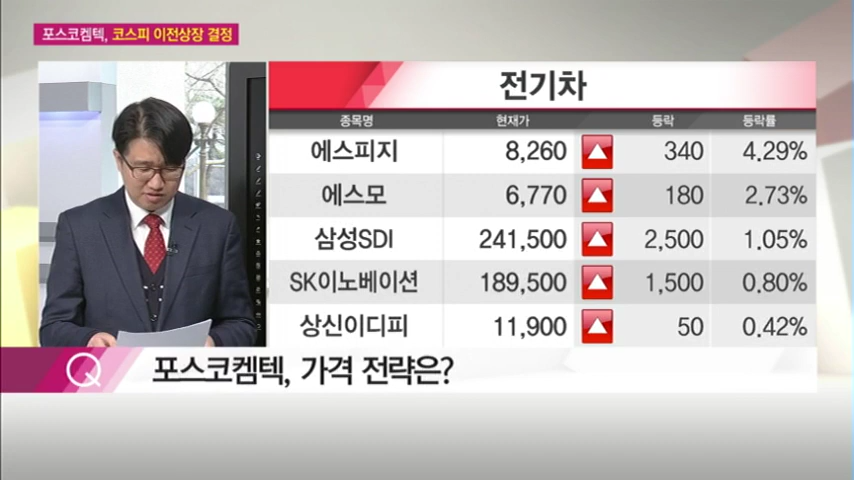 포스코켐텍, 코스피 이전상장 결정
전기차
종목명 현재가 등락 등락률
에스피지 8,260 340 4.29%
에스모 6,770 180 2.73%
삼성SDI 241,500 2,500 1.05%
SK이노베이션 189,500 1,500 0.80%
상신이디피 11,900 50 0.42%
Q 포스코켐텍, 가격 전략은?